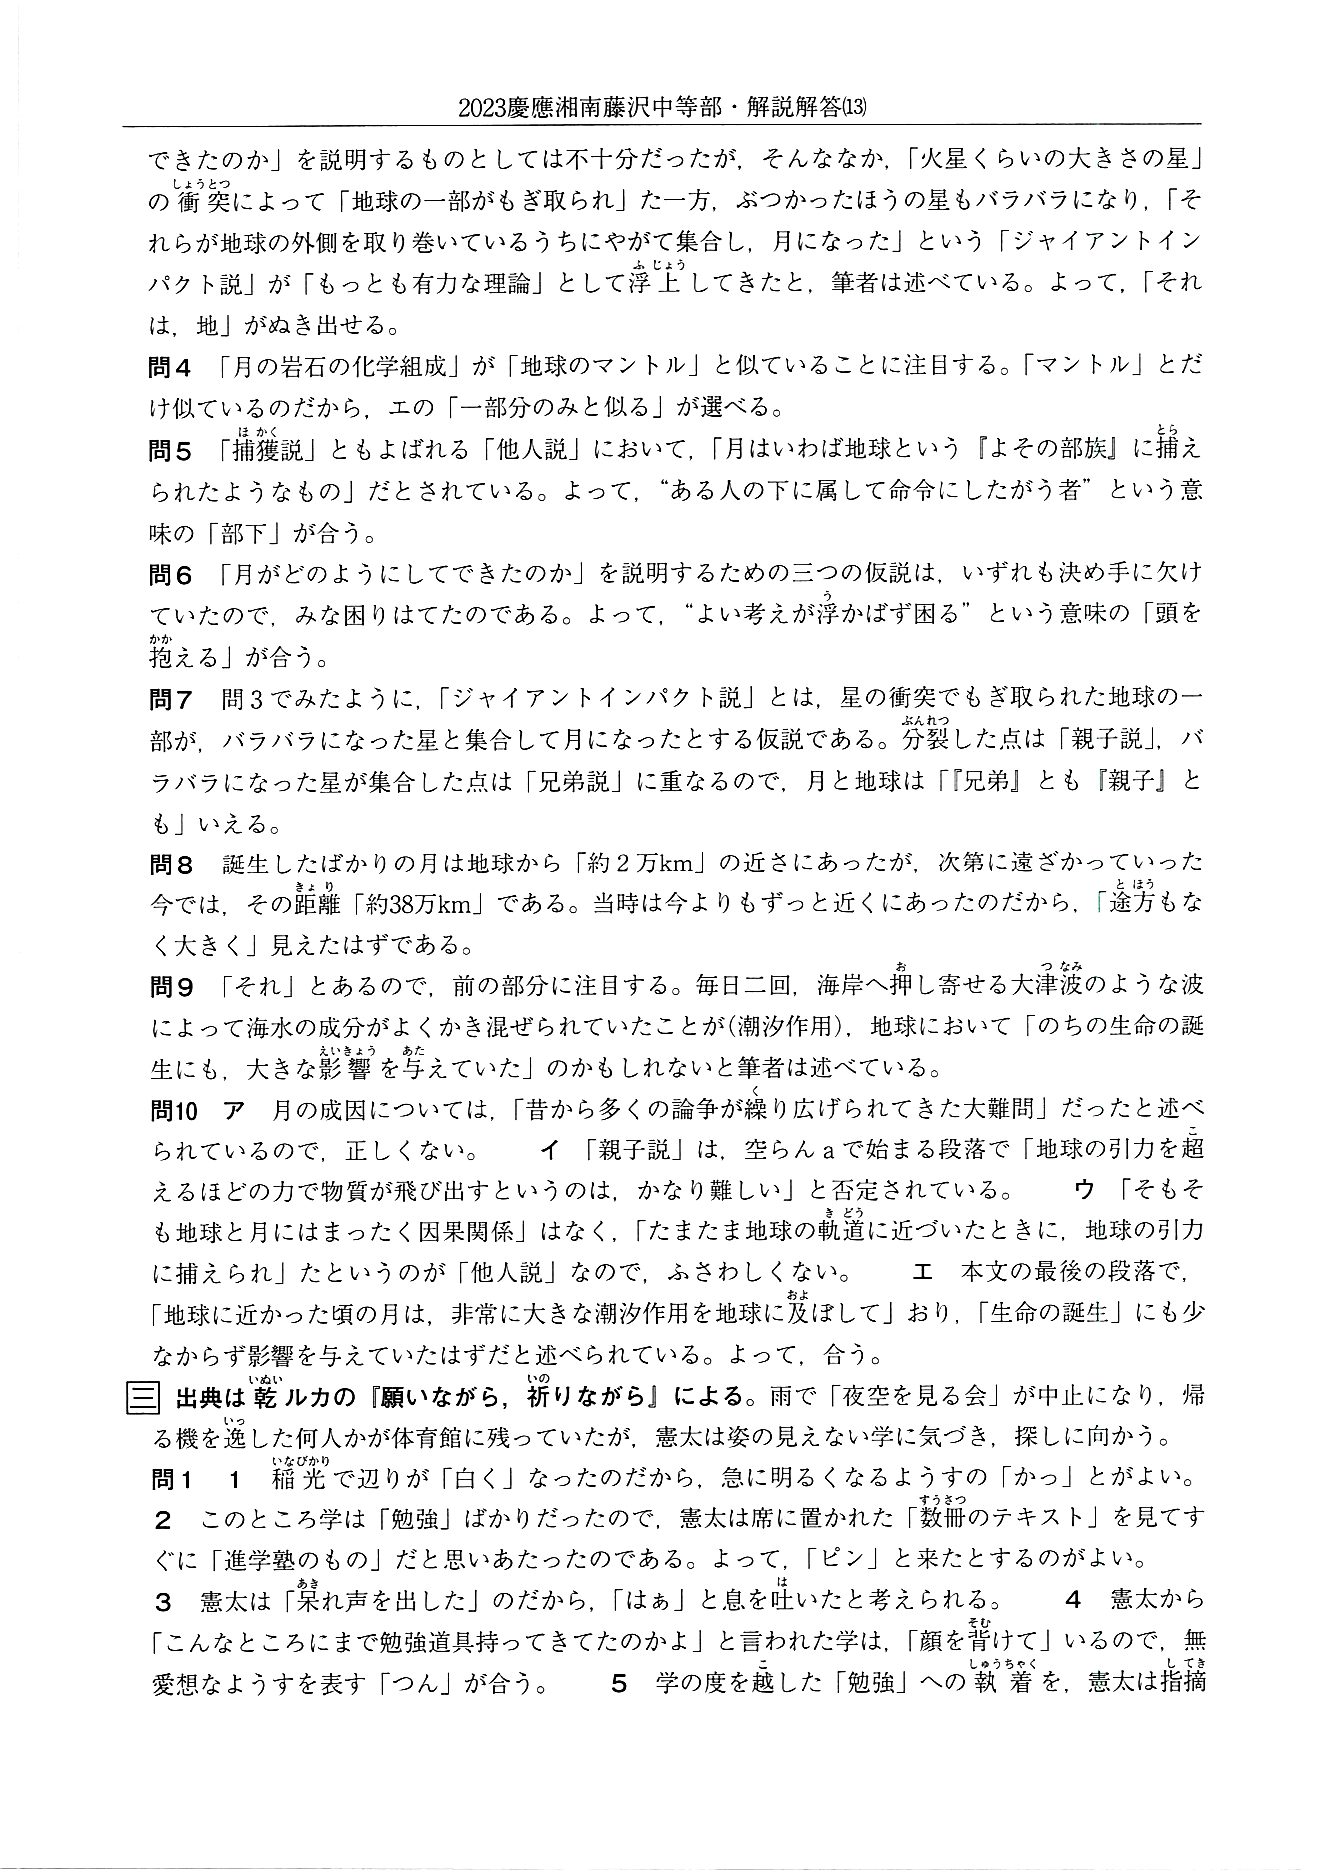 2023慶應湘南藤沢中等部・解説解答⒀
できたのか」を説明するものとしては不十分だったが，そんななか，「火星くらいの大きさの星」
の衝突によって「地球の一部がもぎ取られ」た一方，ぶつかったほうの星もバラバラになり，「そ
れらが地球の外側を取り巻いているうちにやがて集合し，月になった」という「ジャイアントイン
パクト説」が「もっとも有力な理論」として浮上してきたと，筆者は述べている。よって，「それ
は，地」がぬき出せる。
問4　「月の岩石の化学組成」が「地球のマントル」と似ていることに注目する。「マントル」とだ
け似ているのだから，エの「一部分のみと似る」が選べる。
問5　「捕獲説」ともよばれる「他人説」において，「月はいわば地球という『よその部族』に捕え
られたようなもの」だとされている。よって，“ある人の下に属して命令にしたがう者”という意
味の「部下」が合う。
問6　「月がどのようにしてできたのか」を説明するための三つの仮説は，いずれも決め手に欠け
ていたので，みな困りはてたのである。よって，“よい考えが浮かばず困る”という意味の「頭を
抱える」が合う。
問7　問3でみたように，「ジャイアントインパクト説」とは，星の衝突でもぎ取られた地球の一
部が，バラバラになった星と集合して月になったとする仮説である。分裂した点は「親子説」，バ
ラバラになった星が集合した点は「兄弟説」に重なるので，月と地球は「『兄弟』とも『親子』と
も」いえる。
問8　誕生したばかりの月は地球から「約2万km」の近さにあったが，次第に遠ざかっていった
今では，その距離「約38万km」である。当時は今よりもずっと近くにあったのだから，「途方もな
く大きく」見えたはずである。
問9　「それ」とあるので，前の部分に注目する。毎日二回，海岸へ押し寄せる大津波のような波
によって海水の成分がよくかき混ぜられていたことが(潮汐作用)，地球において「のちの生命の誕
生にも，大きな影響を与えていた」のかもしれないと筆者は述べている。
問10　ア　月の成因については，「昔から多くの論争が繰り広げられてきた大難問」だったと述べ
られているので，正しくない。　イ　「親子説」は，空らんaで始まる段落で「地球の引力を超
えるほどの力で物質が飛び出すというのは，かなり難しい」と否定されている。　ウ　「そもそ
も地球と月にはまったく因果関係」はなく，「たまたま地球の軌道に近づいたときに，地球の引力
に捕えられ」たというのが「他人説」なので，ふさわしくない。　エ　本文の最後の段落で，
「地球に近かった頃の月は，非常に大きな潮汐作用を地球に及ぼして」おり，「生命の誕生」にも少
なからず影響を与えていたはずだと述べられている。よって，合う。
三　出典は乾ルカの『願いながら，祈りながら』による。雨で「夜空を見る会」が中止になり，帰
る機を逸した何人かが体育館に残っていたが，憲太は姿の見えない学に気づき，探しに向かう。
問1　1　稲光で辺りが「白く」なったのだから，急に明るくなるようすの「かっ」とがよい。
2　このところ学は「勉強」ばかりだったので，憲太は席に置かれた「数冊のテキスト」を見てす
ぐに「進学塾のもの」だと思いあたったのである。よって，「ピン」と来たとするのがよい。
3　憲太は「呆れ声を出した」のだから，「はぁ」と息を吐いたと考えられる。　4　憲太から
「こんなところにまで勉強道具持ってきてたのかよ」と言われた学は，「顔を背けて」いるので，無
愛想なようすを表す「つん」が合う。　5　学の度を越した「勉強」への執着を，憲太は指摘